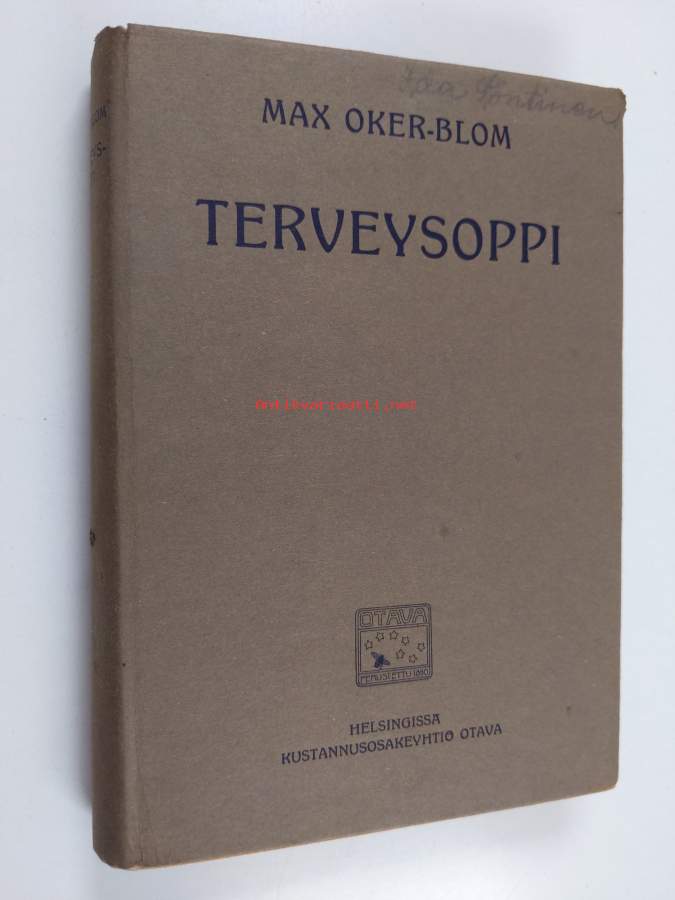 MAX OKER-BLOM
TERVEYSOPPI
Antikvariaatti.net
OTAVA
PERUSTETTU 1890
HELSINGISSÄ
KUSTANNUSOSAKEYHTIÖ OTAVA